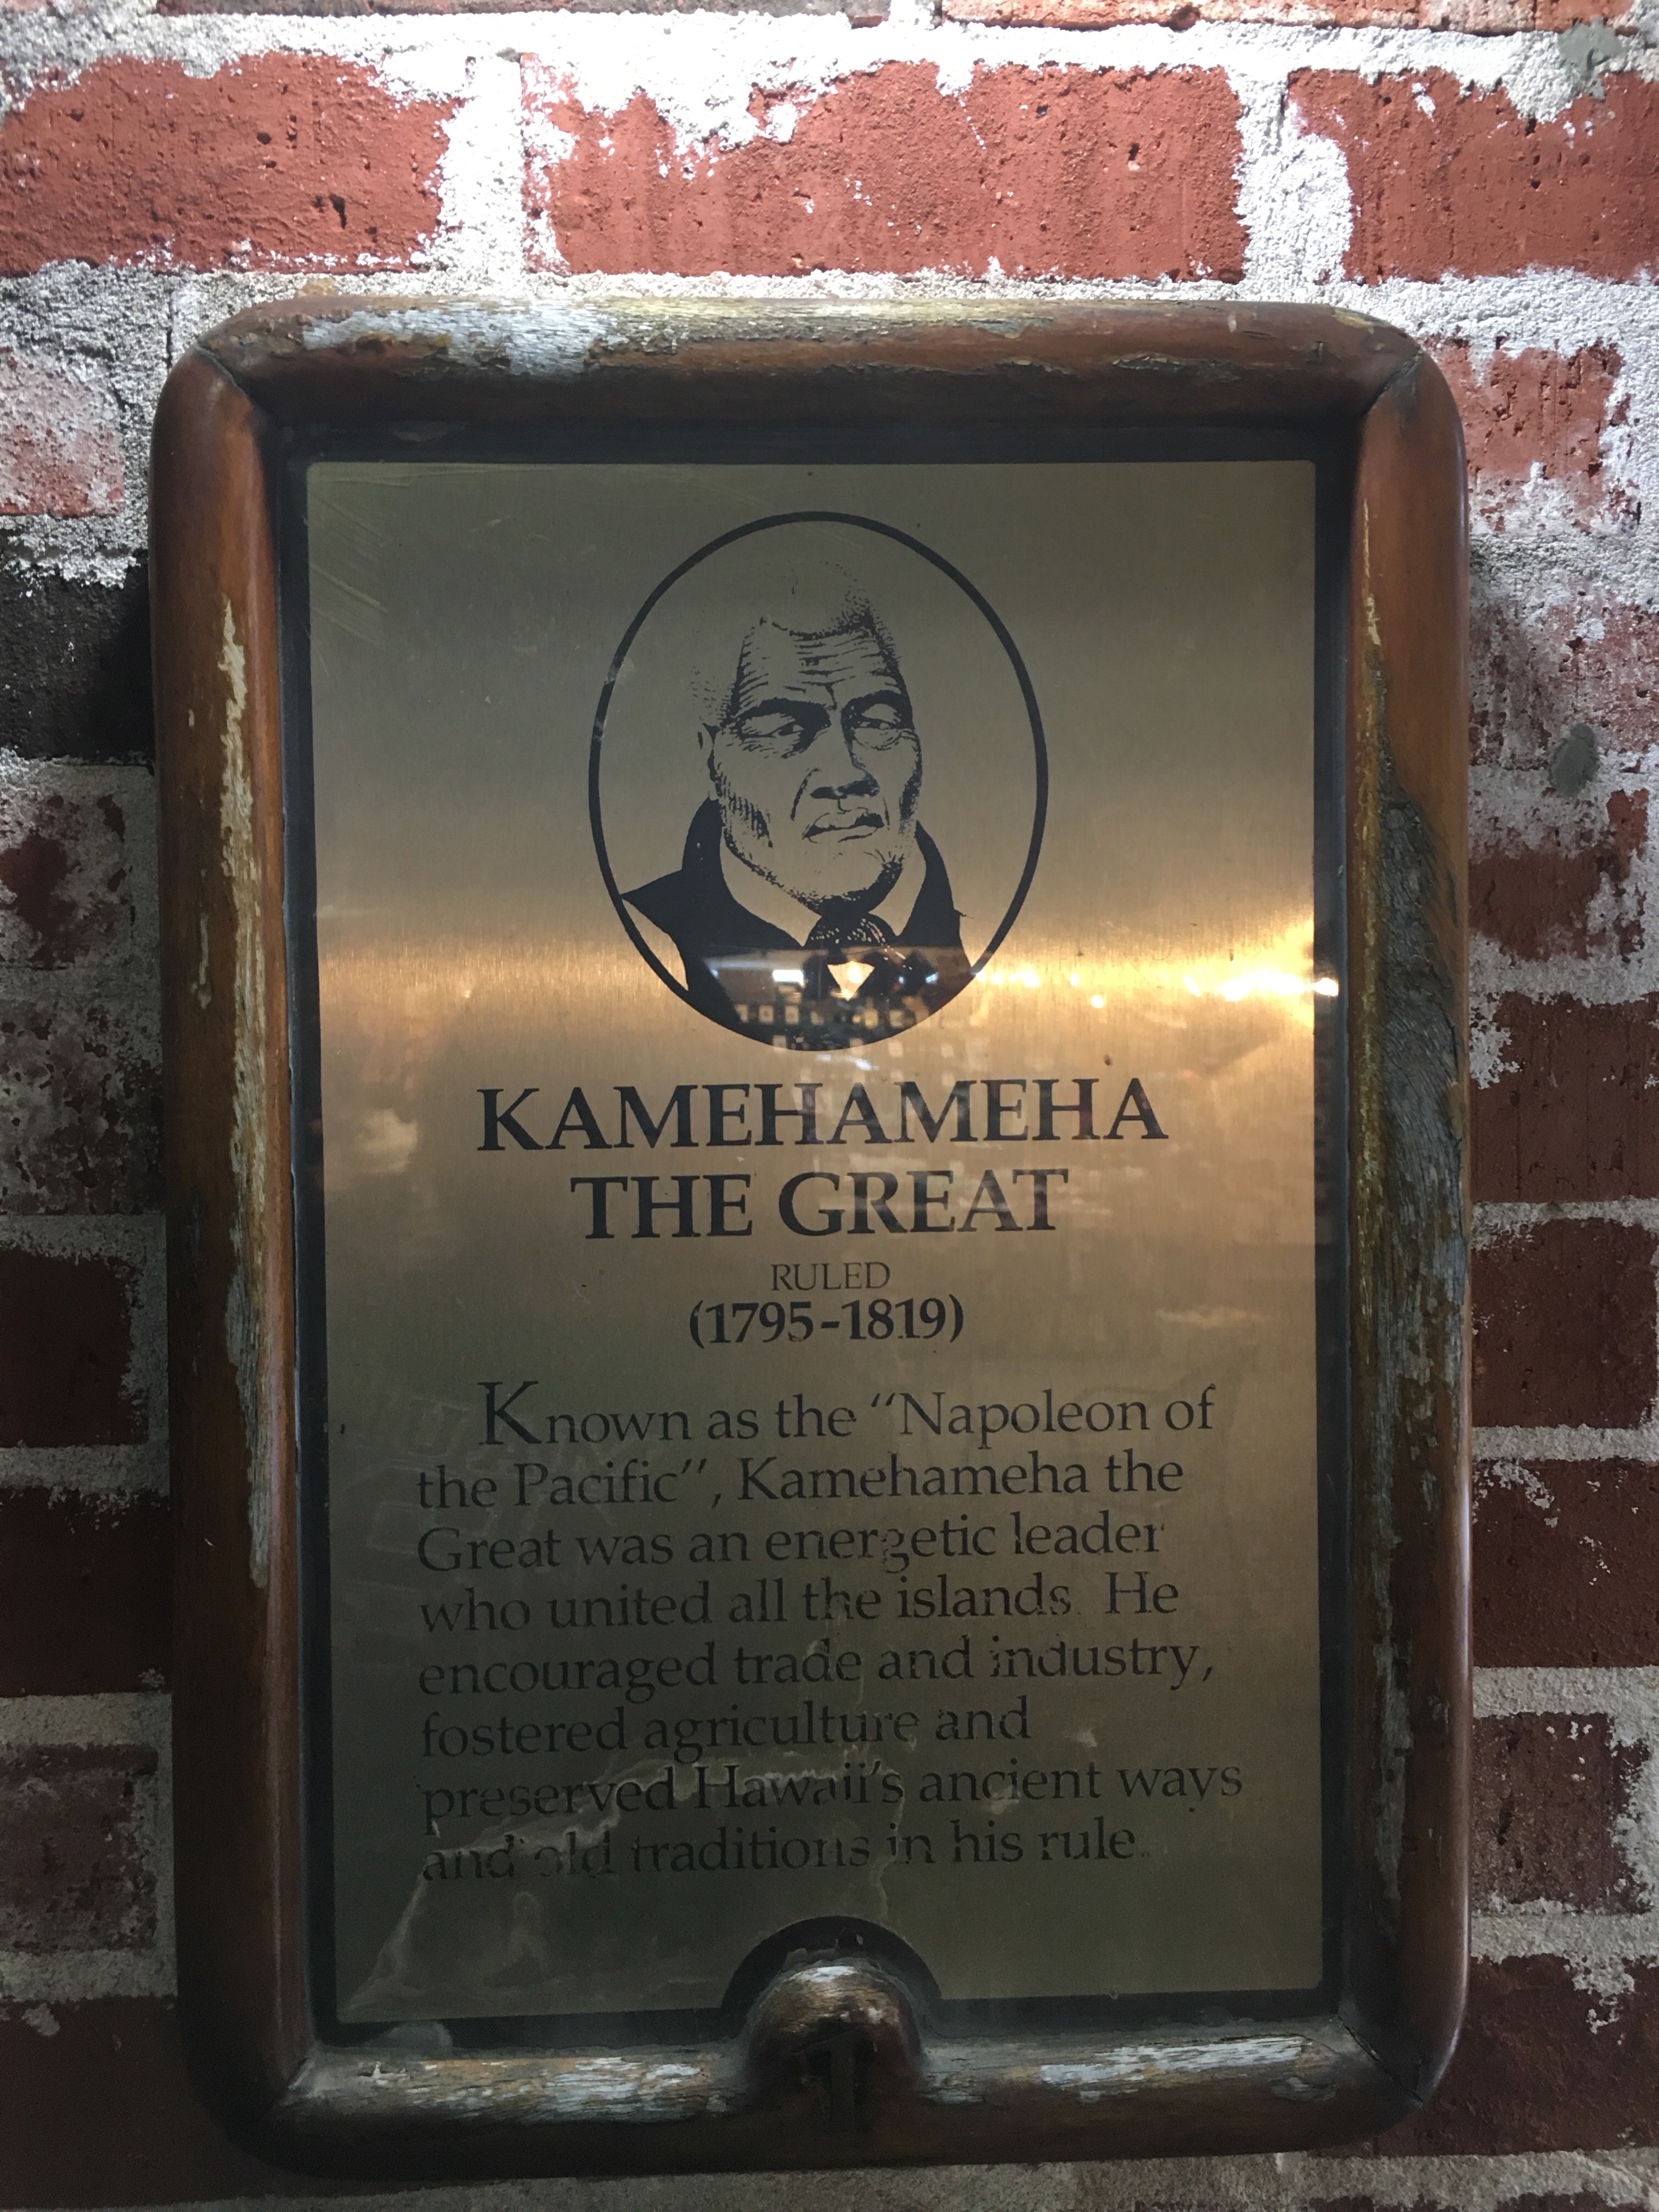 KAMEHAMEHA
THE GREAT
RULED
(1795-1819)
Known as the "Napoleon of
the Pacific", Kamehameha the
Great was an energetic leader
who united all the islands. He
encouraged trade and industry,
fostered agriculture and
preserved Hawaii's ancient ways
and old traditions in his rule.
1